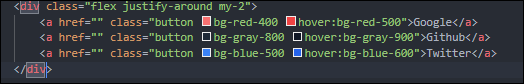 <div class="flex justify-around my-2">
<a href="" class="button bg-red-400 hover:bg-red-500">Google</a>
<a href="" class="button bg-gray-800 hover:bg-gray-900">Github</a>
<a href="" class="button bg-blue-500 hover:bg-blue-600">Twitter</a>
</div>